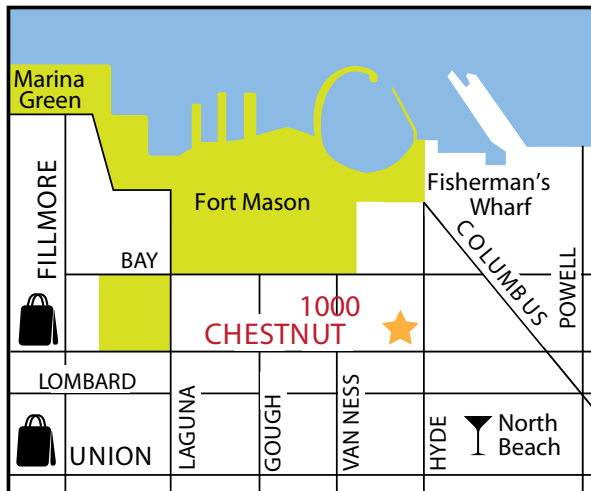 Marina
Green
Fort Mason
Fisherman's
Wharf
FILLMORE
BAY
COLUMBUS
POWELL
1000
CHESTNUT
LOMBARD
LAGUNA
GOUGH
VAN NESS
HYDE
North
Beach
UNION